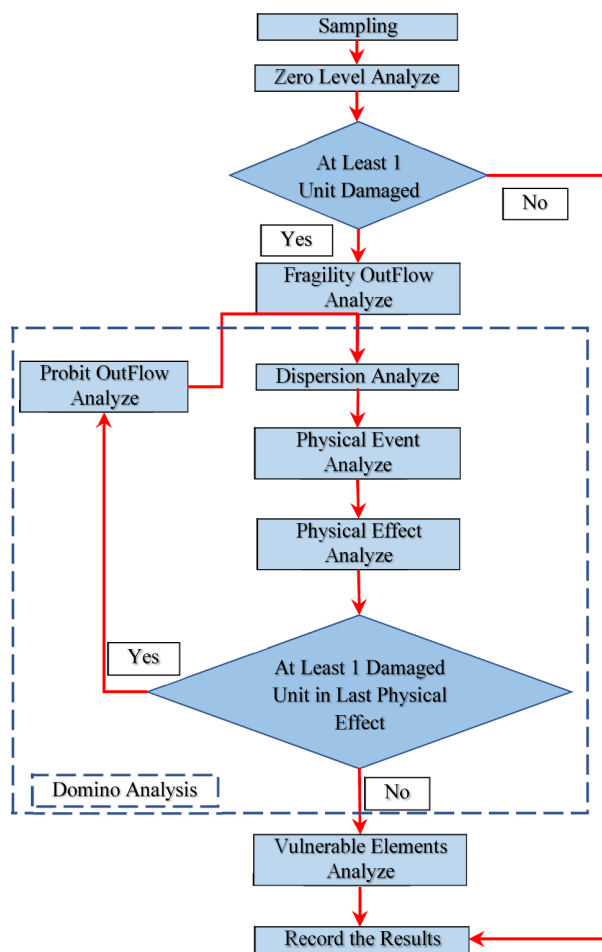 Sampling
Zero Level Analyze
At Least 1
Unit Damaged
No
Yes
Fragility OutFlow
Analyze
Probit OutFlow
Analyze
Dispersion Analyze
Physical Event
Analyze
Physical Effect
Analyze
Yes
At Least 1 Damaged
Unit in Last Physical
Effect
Domino Analysis
No
Vulnerable Elements
Analyze
Record the Results